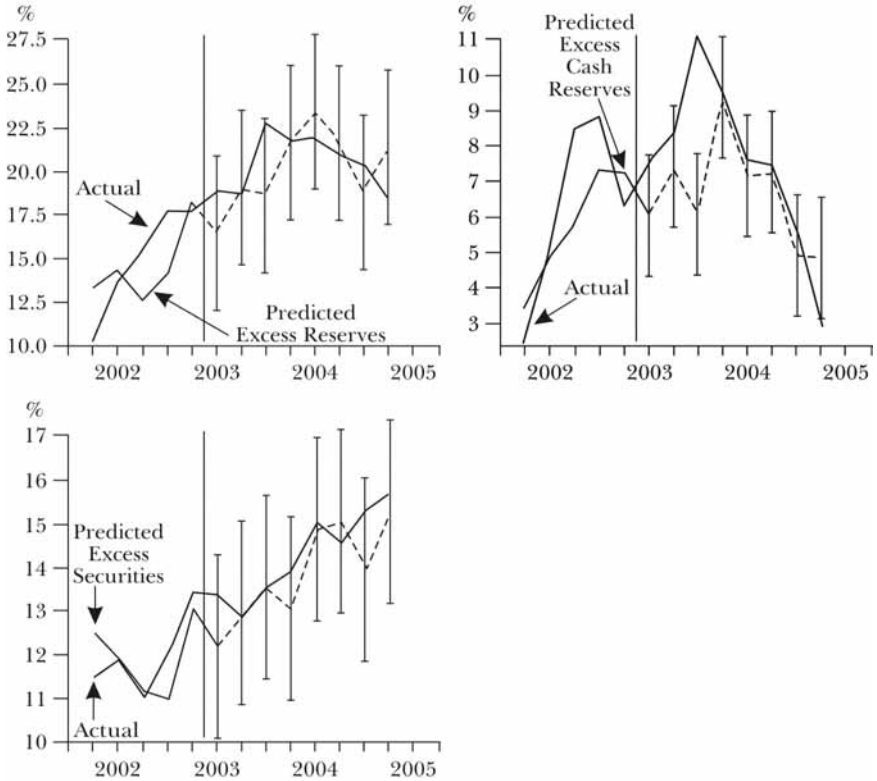 %
27.5
25.0
22.5
20.0
17.5
15.0
12.5
10.0
Actual
Predicted
Excess Reserves
2002 2003 2004 2005
%
11
10
9
8
7
6
5
4
3
Predicted
Excess
Cash
Reserves
Actual
2002 2003 2004 2005
%
17
16
15
14
13
12
11
10
Predicted
Excess
Securities
Actual
2002 2003 2004 2005